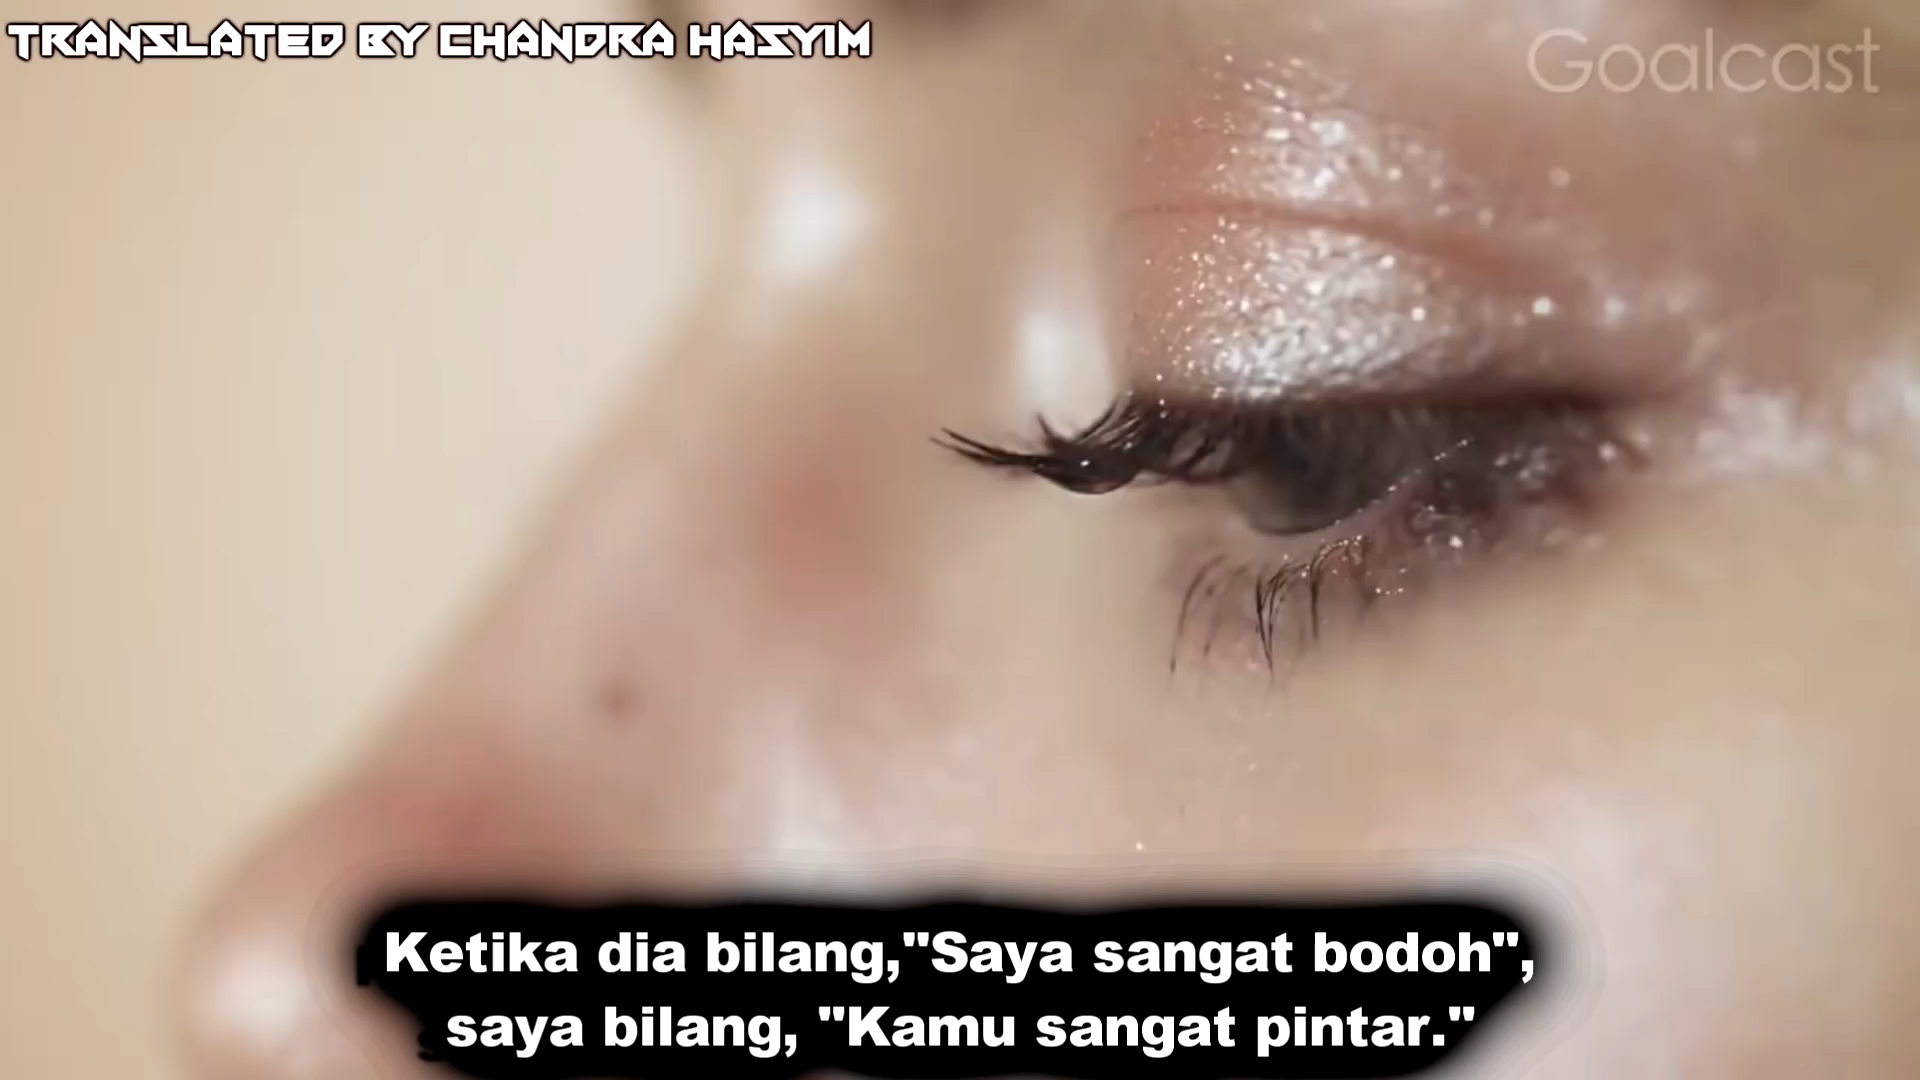 TRANSLATED BY CHANDRA HASYIM
Goalcast
Ketika dia bilang,"Saya sangat bodoh",
saya bilang, "Kamu sangat pintar."